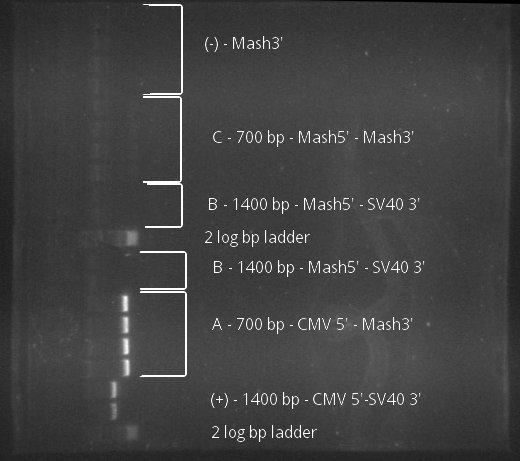 (-) - Mash3'
C - 700 bp - Mash5' - Mash3'
B - 1400 bp - Mash5' - SV40 3'
2 log bp ladder
B - 1400 bp - Mash5' - SV40 3'
A - 700 bp - CMV 5' - Mash3'
(+) - 1400 bp - CMV 5'-SV40 3'
2 log bp ladder